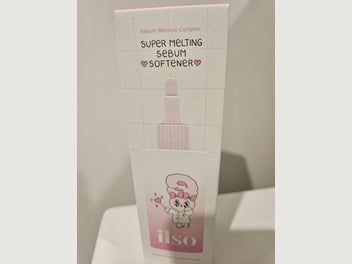 Sebum Remove Complex
SUPER MELTING
SEBUM
SOFTENER
ilso